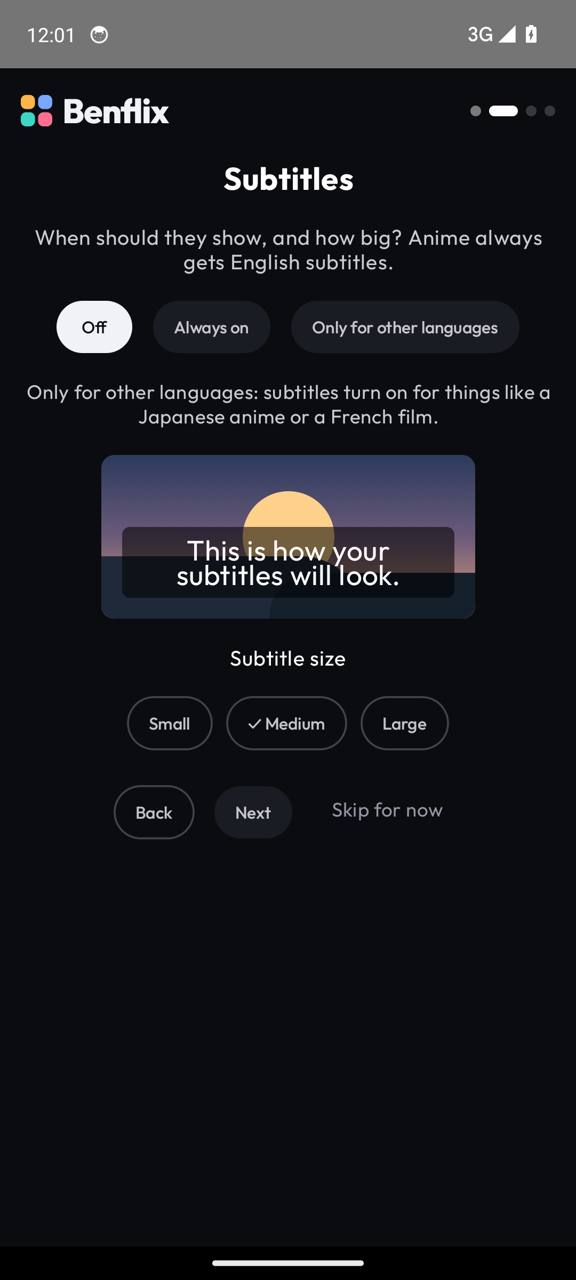 12:01
3G
Benflix
Subtitles
When should they show, and how big? Anime always
gets English subtitles.
Off
Always on
Only for other languages
Only for other languages: subtitles turn on for things like a
Japanese anime or a French film.
This is how your
subtitles will look.
Subtitle size
Small
✓ Medium
Large
Back
Next
Skip for now